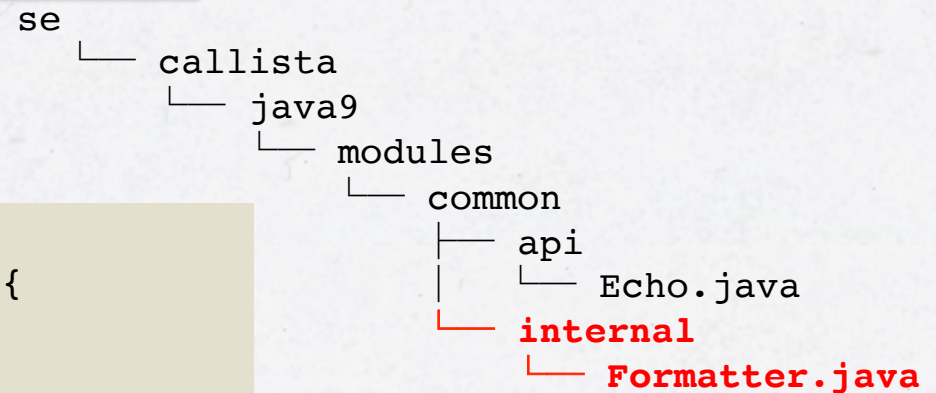 se
└── callista
└── java9
└── modules
└── common
├── api
│ └── Echo.java
{
└── internal
└── Formatter.java